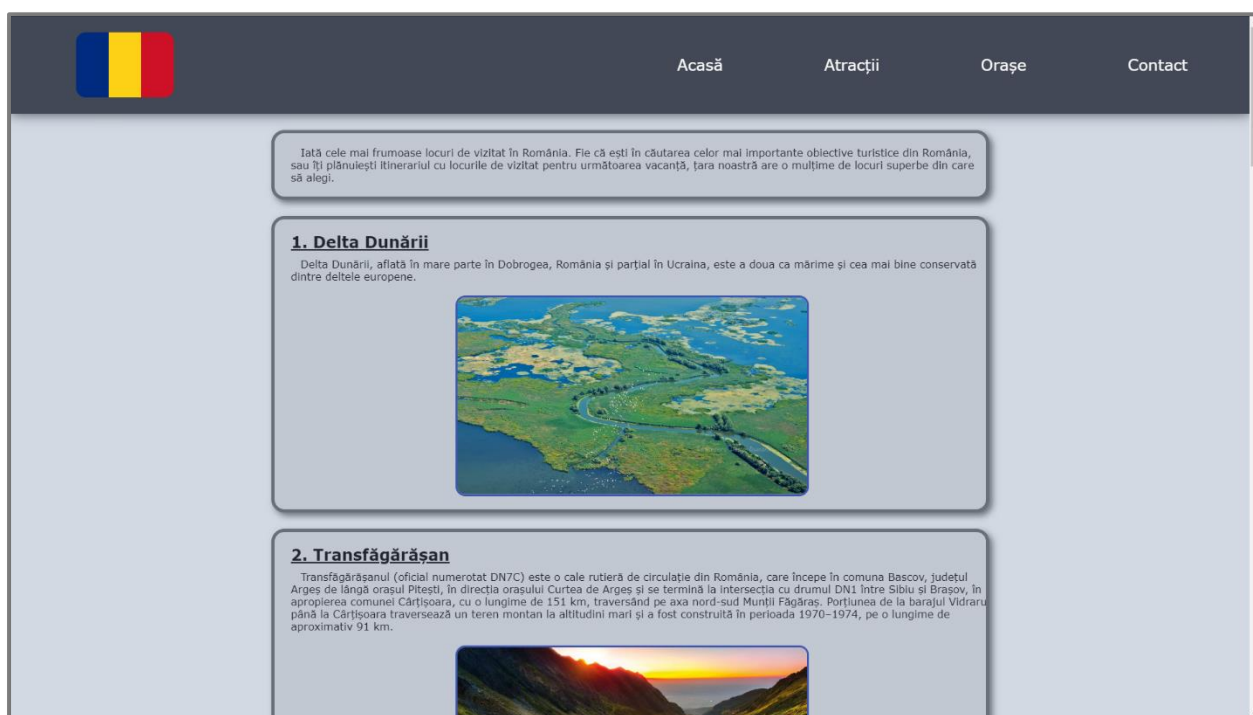 Acasă Atracții Orașe Contact
Iată cele mai frumoase locuri de vizitat în România. Fie că ești în căutarea celor mai importante obiective turistice din România,
sau îți plănuiești itinerariul cu locurile de vizitat pentru următoarea vacanță, țara noastră are o mulțime de locuri superbe din care
să alegi.
1. Delta Dunării
Delta Dunării, aflată în mare parte în Dobrogea, România și parțial în Ucraina, este a doua ca mărime și cea mai bine conservată
dintre deltele europene.
2. Transfăgărășan
Transfăgărășanul (oficial numerotat DN7C) este o cale rutieră de circulație din România, care începe în comuna Bascov, județul
Argeș de lângă orașul Pitești, în direcția orașului Curtea de Argeș și se termină la intersecția cu drumul DN1 între Sibiu și Brașov, în
apropierea comunei Cârțișoara, cu o lungime de 151 km, traversând pe axa nord-sud Munții Făgăraș. Porțiunea de la barajul Vidraru
până la Cârțișoara traversează un teren montan la altitudini mari și a fost construită în perioada 1970–1974, pe o lungime de
aproximativ 91 km.